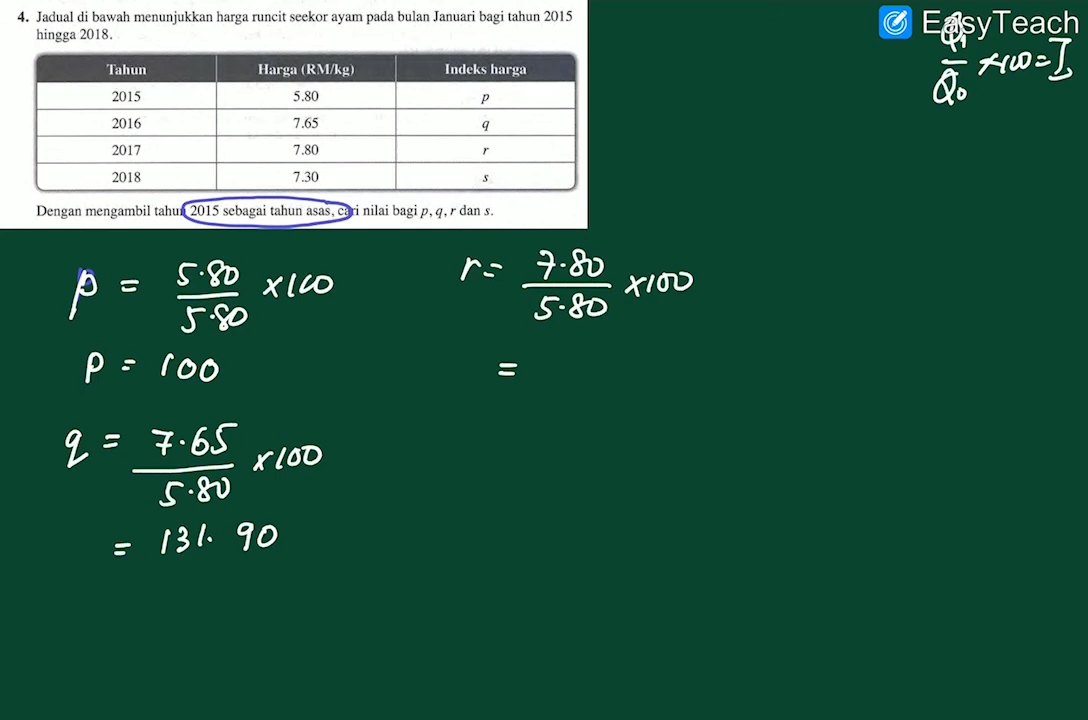 4. Jadual di bawah menunjukkan harga runcit seekor ayam pada bulan Januari bagi tahun 2015
hingga 2018.
Tahun Harga (RM/kg) Indeks harga
2015 5.80 p
2016 7.65 q
2017 7.80 r
2018 7.30 s
Dengan mengambil tahun 2015 sebagai tahun asas, cari nilai bagi p, q, r dan s.
EasyTeach
Q₁/Q₀ ×100 = I
p = 5.80/5.80 ×100
p = 100
q = 7.65/5.80 ×100
= 131.90
r = 7.80/5.80 ×100
=